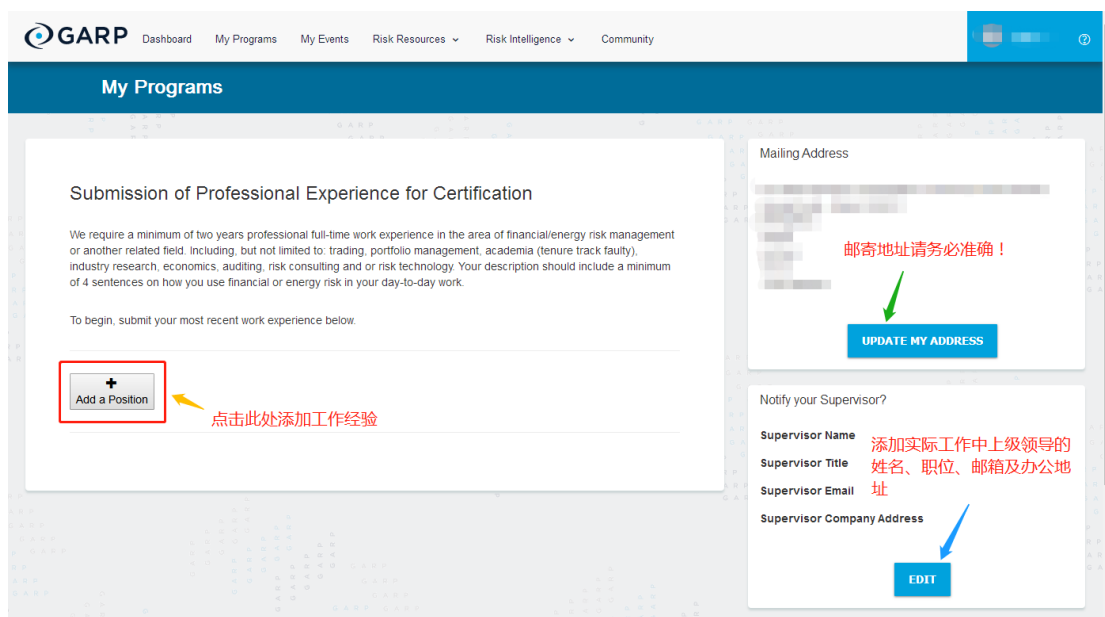 GARP Dashboard My Programs My Events Risk Resources Risk Intelligence Community
My Programs
Submission of Professional Experience for Certification
We require a minimum of two years professional full-time work experience in the area of financial/energy risk management
or another related field. Including, but not limited to: trading, portfolio management, academia (tenure track faulty),
industry research, economics, auditing, risk consulting and or risk technology. Your description should include a minimum
of 4 sentences on how you use financial or energy risk in your day-to-day work.
To begin, submit your most recent work experience below.
Add a Position
点击此处添加工作经验
Mailing Address
邮寄地址请务必准确！
UPDATE MY ADDRESS
Notify your Supervisor?
Supervisor Name
Supervisor Title
Supervisor Email
Supervisor Company Address
添加实际工作中上级领导的
姓名、职位、邮箱及办公地
址
EDIT